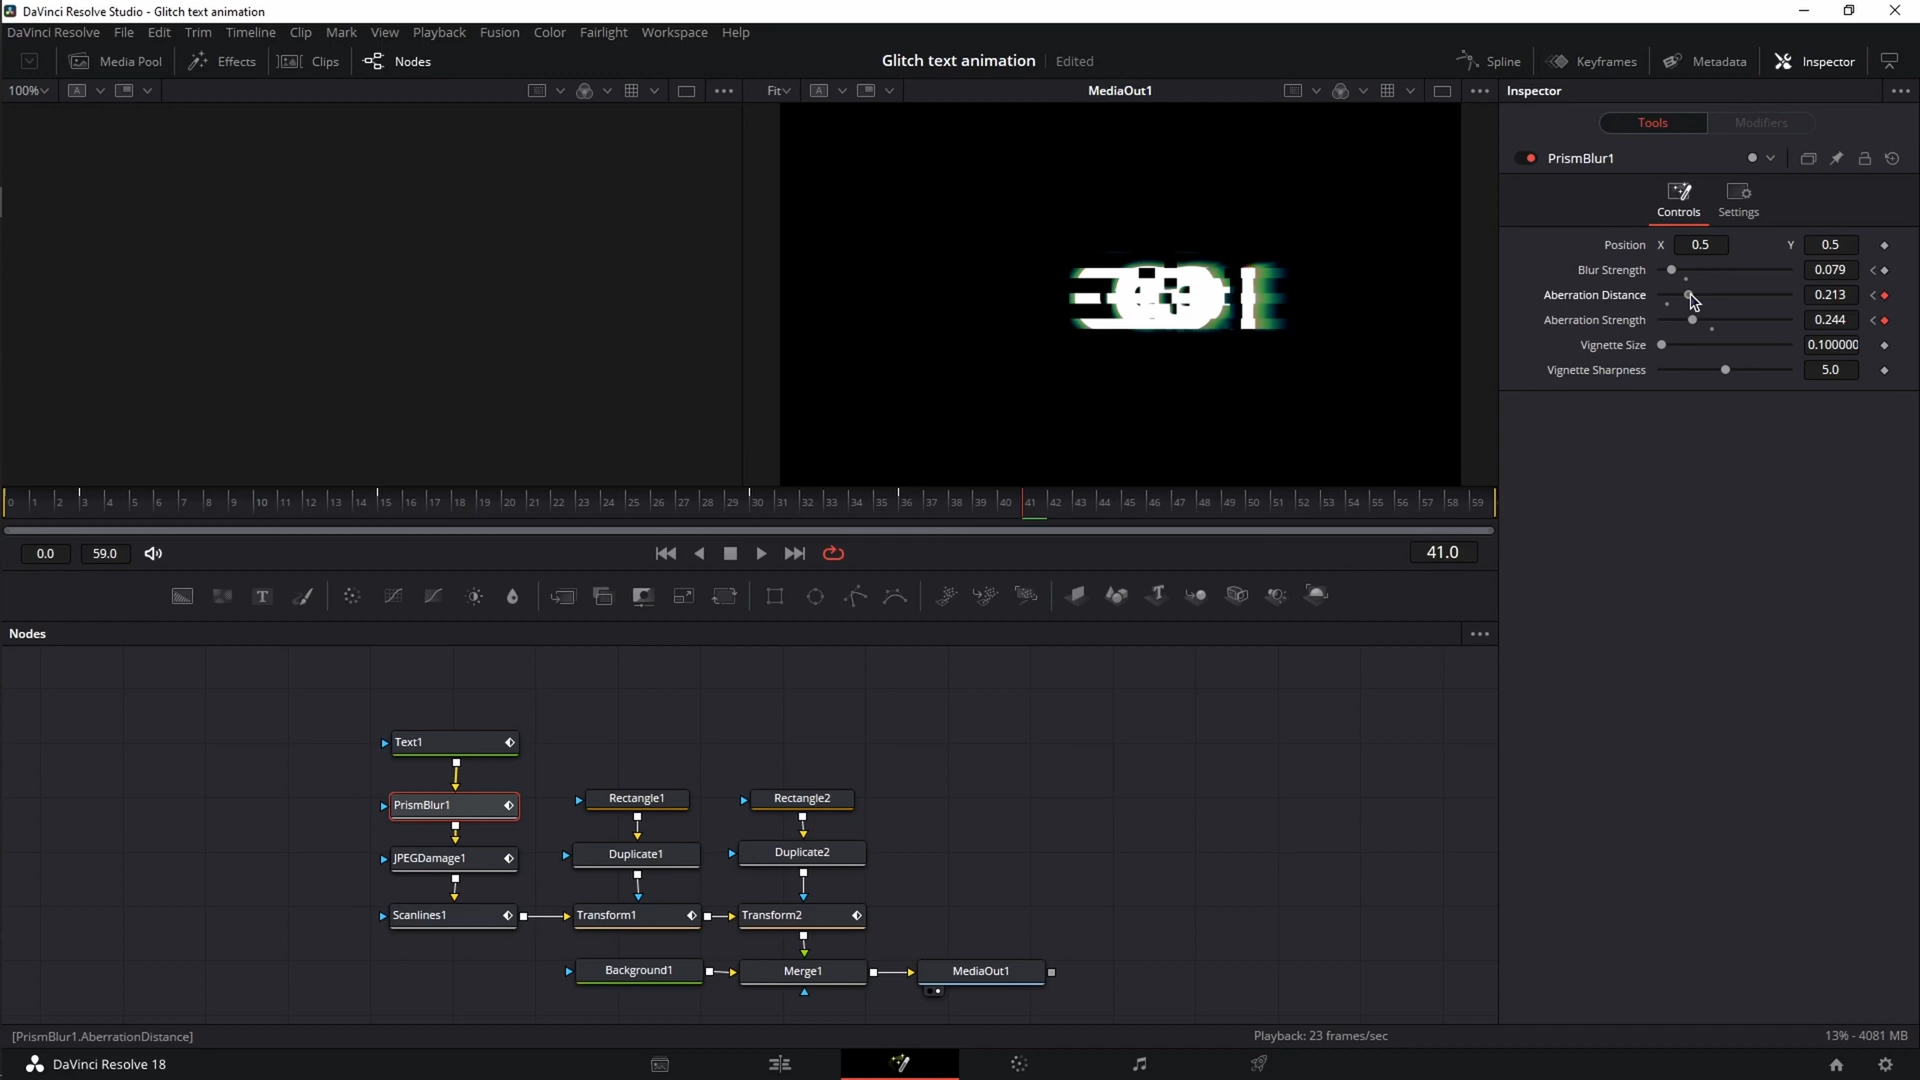 DaVinci Resolve Studio - Glitch text animation
DaVinci Resolve File Edit Trim Timeline Clip Mark View Playback Fusion Color Fairlight Workspace Help
Media Pool Effects Clips Nodes Glitch text animation Edited Spline Keyframes Metadata Inspector
100% A Fit A MediaOut1 Inspector
Tools Modifiers
PrismBlur1
Controls Settings
Position X 0.5 Y 0.5
Blur Strength 0.079
Aberration Distance 0.213
Aberration Strength 0.244
Vignette Size 0.100000
Vignette Sharpness 5.0
0 1 2 3 4 5 6 7 8 9 10 11 12 13 14 15 16 17 18 19 20 21 22 23 24 25 26 27 28 29 30 31 32 33 34 35 36 37 38 39 40 41 42 43 44 45 46 47 48 49 50 51 52 53 54 55 56 57 58 59
0.0 59.0 41.0
Nodes
Text1
PrismBlur1 Rectangle1 Rectangle2
JPEGDamage1 Duplicate1 Duplicate2
Scanlines1 Transform1 Transform2
Background1 Merge1 MediaOut1
[PrismBlur1.AberrationDistance] Playback: 23 frames/sec 13% - 4081 MB
DaVinci Resolve 18